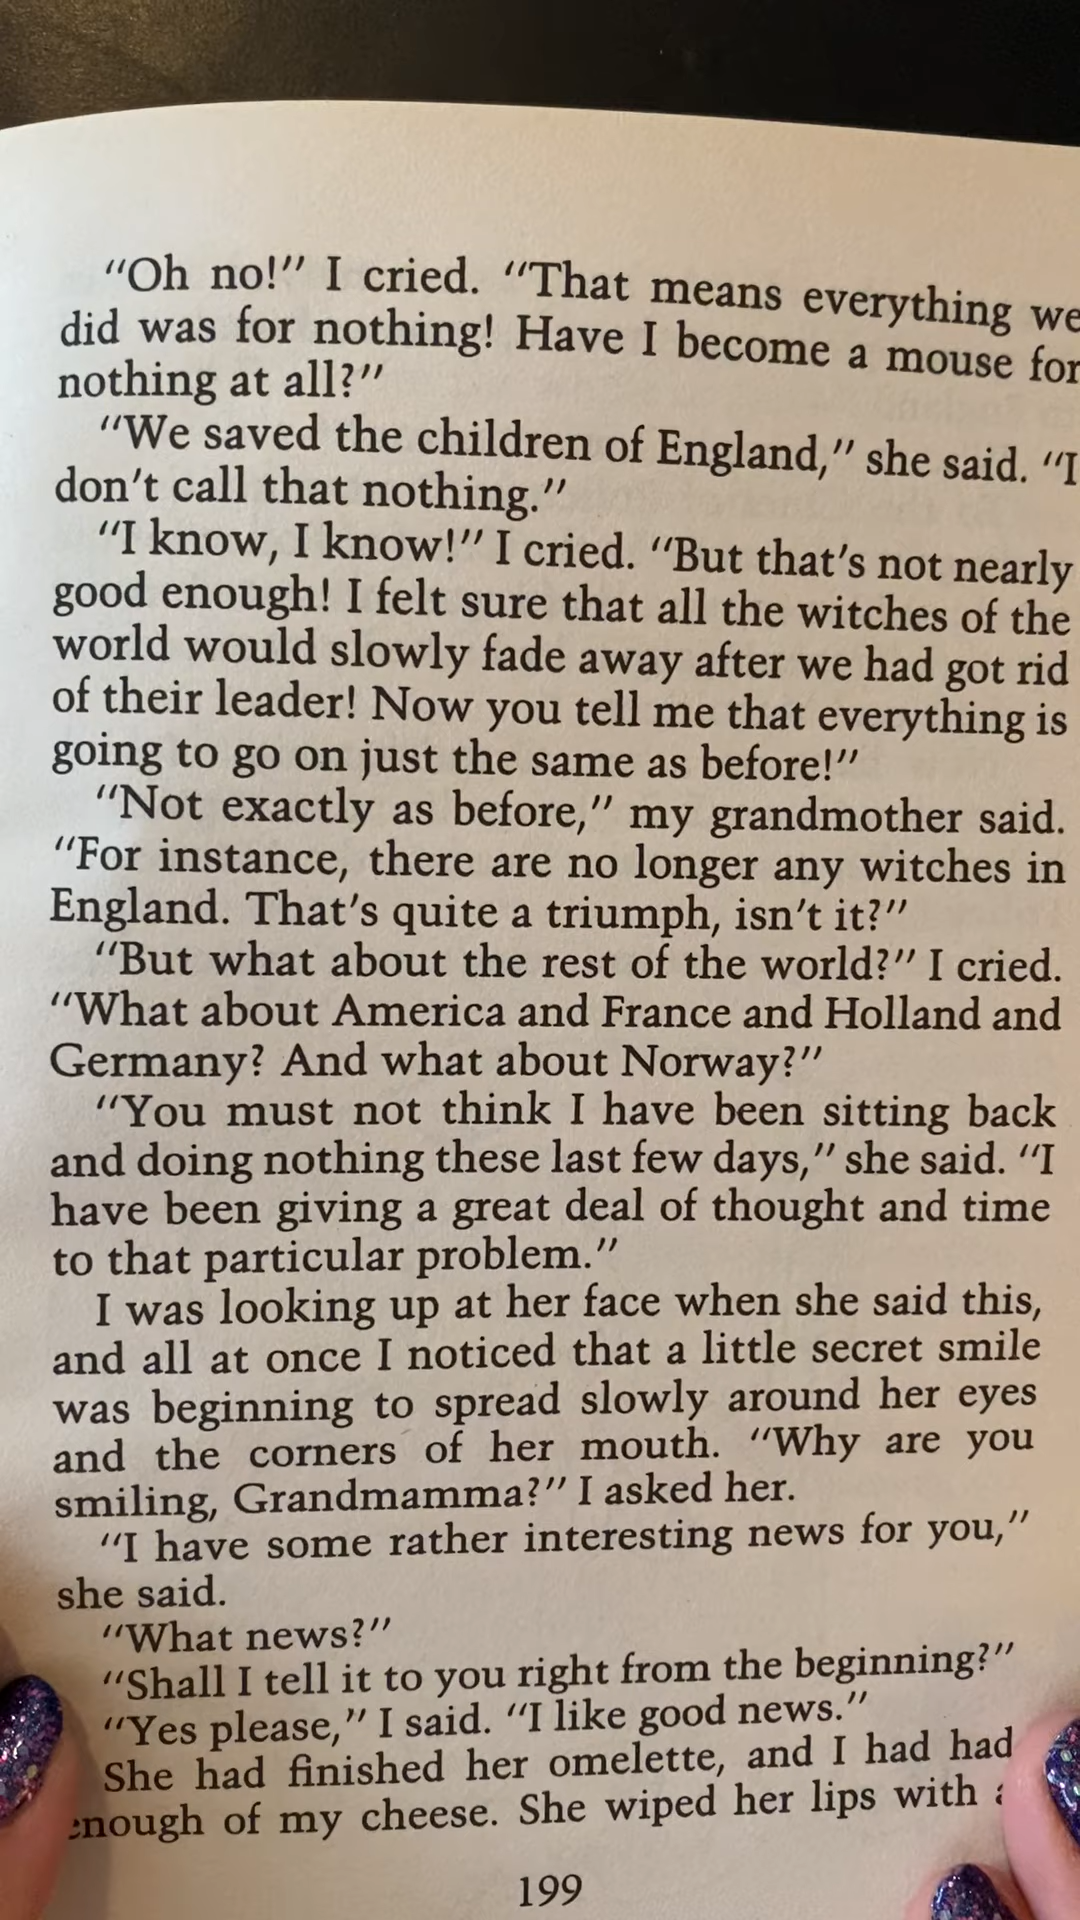 “Oh no!” I cried. “That means everything we
did was for nothing! Have I become a mouse for
nothing at all?”
“We saved the children of England,” she said. “I
don’t call that nothing.”
“I know, I know!” I cried. “But that’s not nearly
good enough! I felt sure that all the witches of the
world would slowly fade away after we had got rid
of their leader! Now you tell me that everything is
going to go on just the same as before!”
“Not exactly as before,” my grandmother said.
“For instance, there are no longer any witches in
England. That’s quite a triumph, isn’t it?”
“But what about the rest of the world?” I cried.
“What about America and France and Holland and
Germany? And what about Norway?”
“You must not think I have been sitting back
and doing nothing these last few days,” she said. “I
have been giving a great deal of thought and time
to that particular problem.”
I was looking up at her face when she said this,
and all at once I noticed that a little secret smile
was beginning to spread slowly around her eyes
and the corners of her mouth. “Why are you
smiling, Grandmamma?” I asked her.
“I have some rather interesting news for you,”
she said.
“What news?”
“Shall I tell it to you right from the beginning?”
“Yes please,” I said. “I like good news.”
She had finished her omelette, and I had had
enough of my cheese. She wiped her lips with a
199